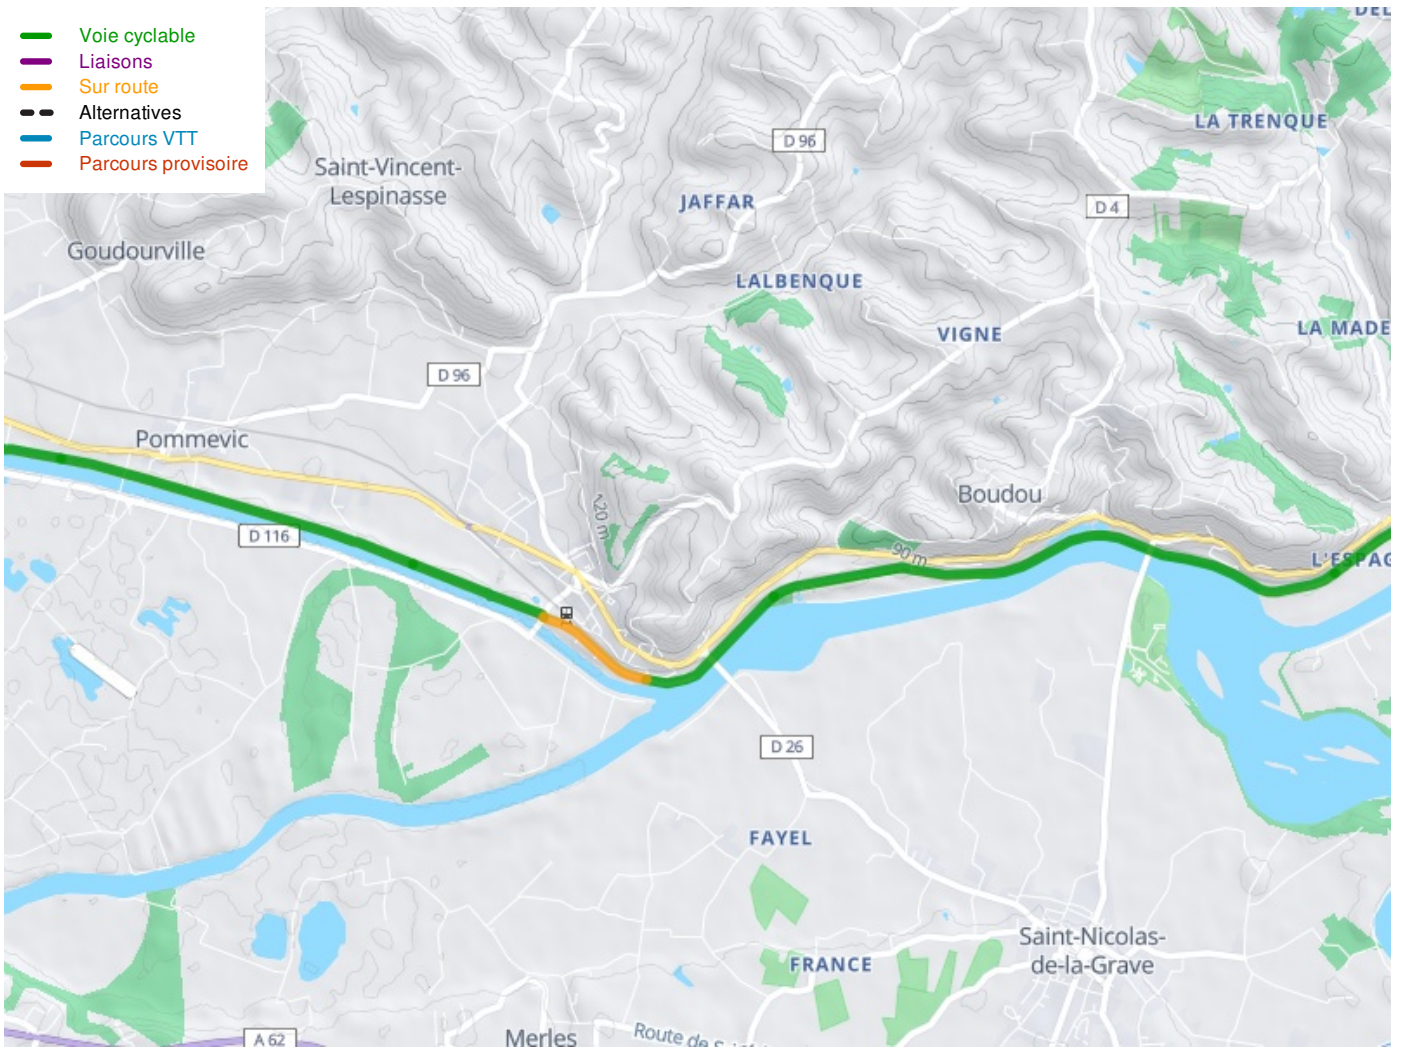 Voie cyclable
Liaisons
Sur route
Alternatives
Parcours VTT
Parcours provisoire
LA TRENQUE
D 96
Saint-Vincent-
Lespinasse
JAFFAR
D 4
Goudourville
LALBENQUE
VIGNE
LA MADE
D 96
Pommevic
Boudou
120 m
D 116
90 m
L'ESPAG
D 26
FAYEL
Saint-Nicolas-
de-la-Grave
FRANCE
A 62
Merles
Route de